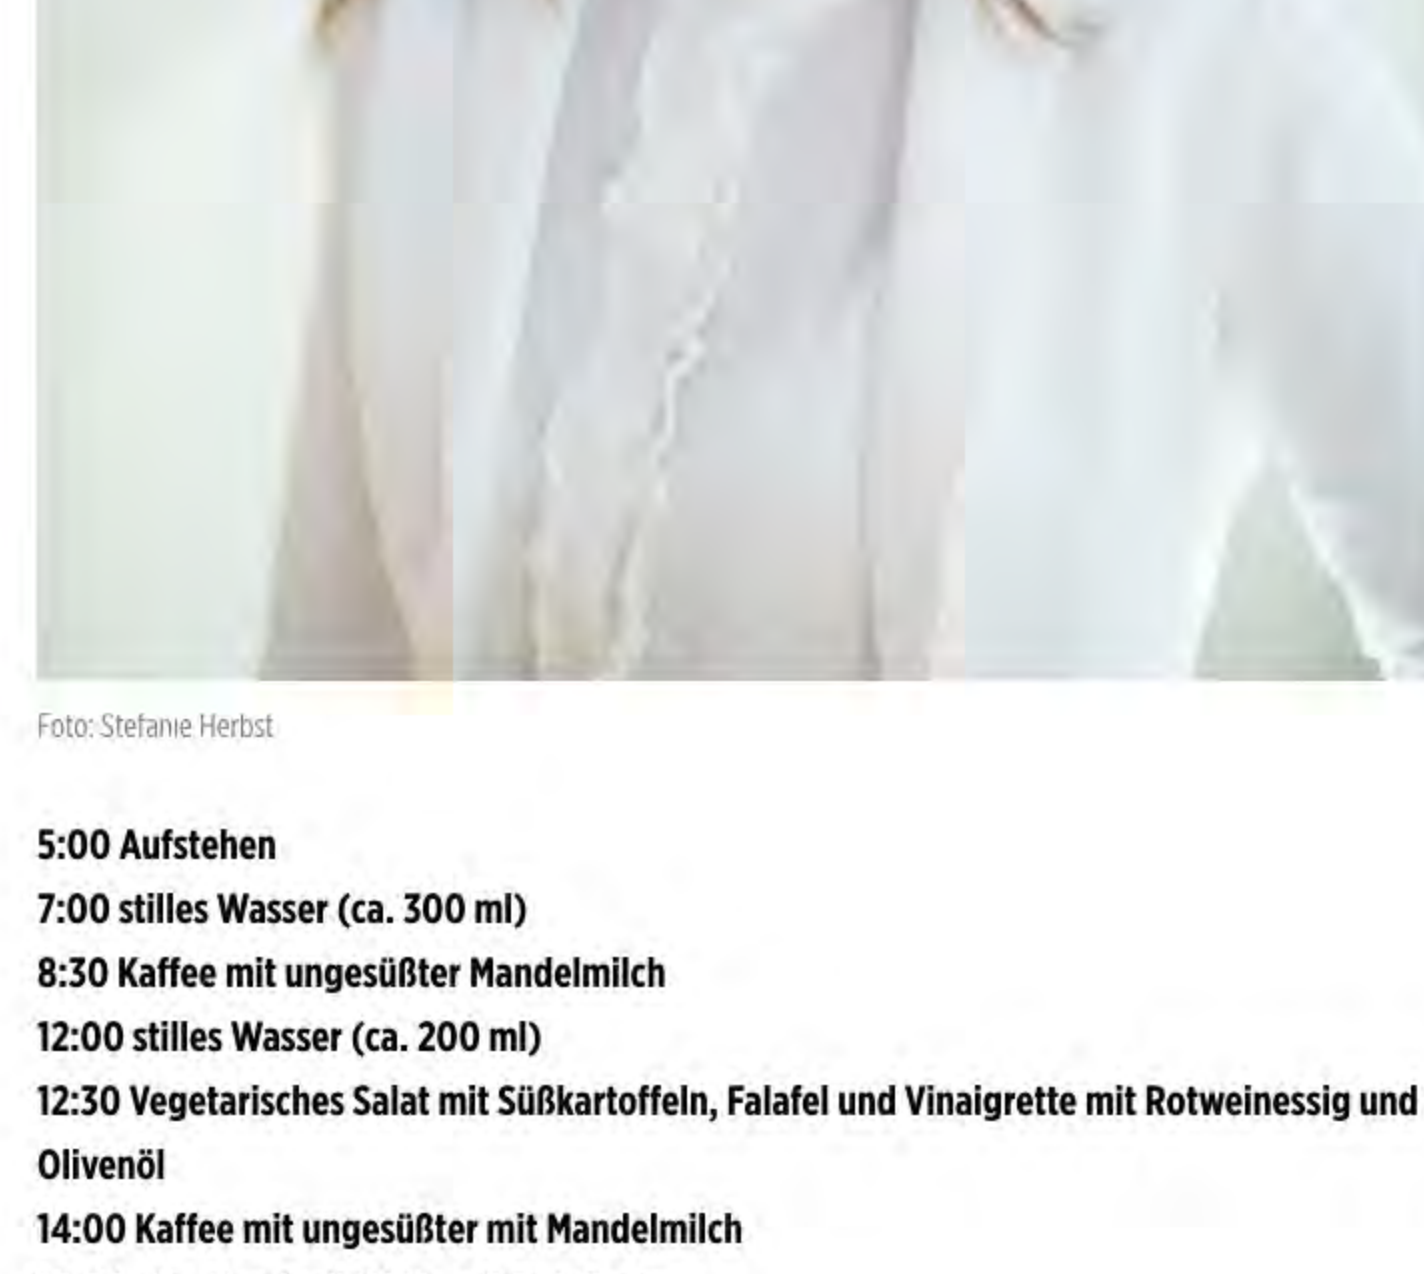 Foto: Stefanie Herbst
5:00 Aufstehen
7:00 stilles Wasser (ca. 300 ml)
8:30 Kaffee mit ungesüßter Mandelmilch
12:00 stilles Wasser (ca. 200 ml)
12:30 Vegetarisches Salat mit Süßkartoffeln, Falafel und Vinaigrette mit Rotweinessig und
Olivenöl
14:00 Kaffee mit ungesüßter mit Mandelmilch